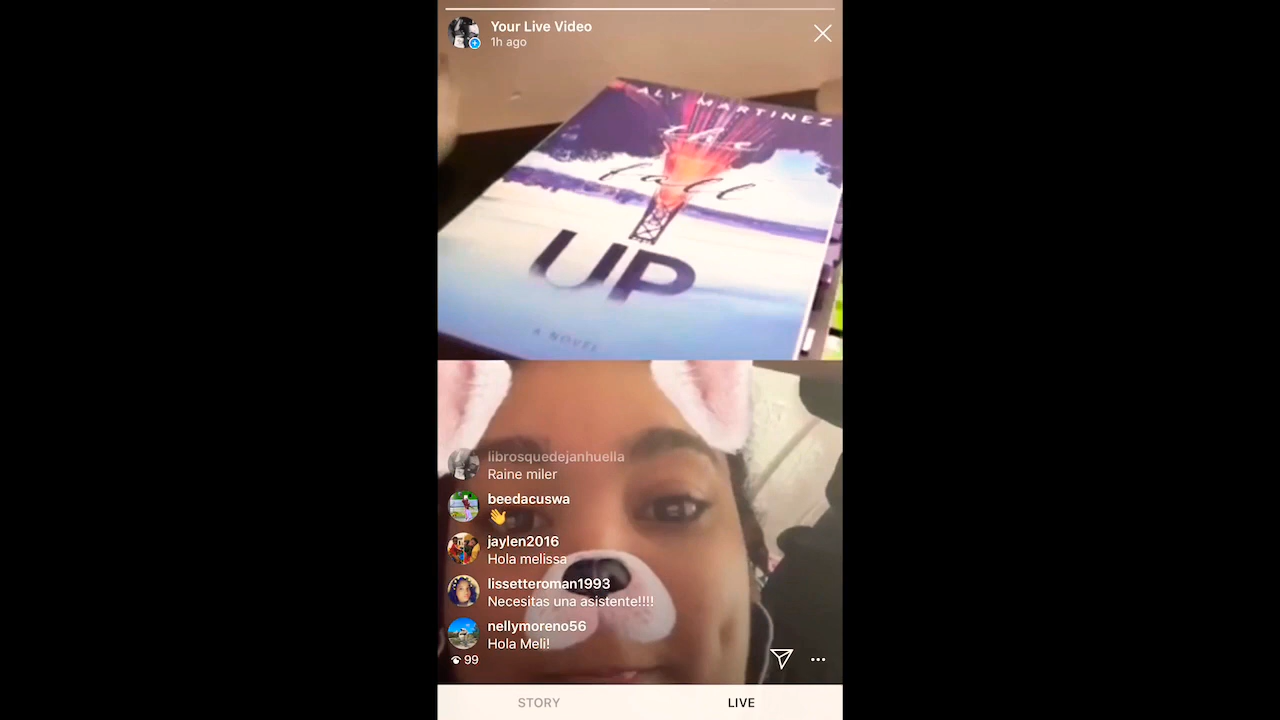 Your Live Video
1h ago
ALY MARTINEZ
the
fall
UP
A NOVEL
librosquedejanhuella
Raine miler
beedacuswa
👋
jaylen2016
Hola melissa
lissetteroman1993
Necesitas una asistente!!!!
nellymoreno56
Hola Meli!
99
STORY
LIVE